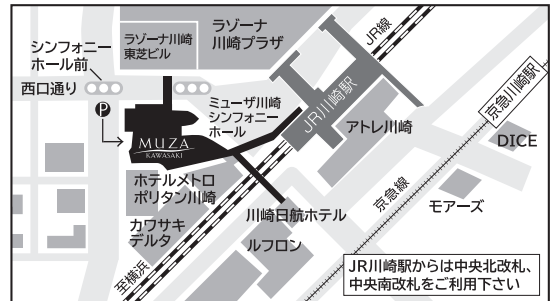 ラゾーナ川崎
東芝ビル
ラゾーナ
川崎プラザ
JR線
シンフォニー
ホール前
西口通り
P
ミューザ川崎
シンフォニー
ホール
JR川崎駅
京急川崎駅
MUZA
KAWASAKI
アトレ川崎
DICE
ホテルメトロ
ポリタン川崎
京急線
モアーズ
カワサキ
デルタ
川崎日航ホテル
ルフロン
至横浜
JR川崎駅からは中央北改札、
中央南改札をご利用下さい